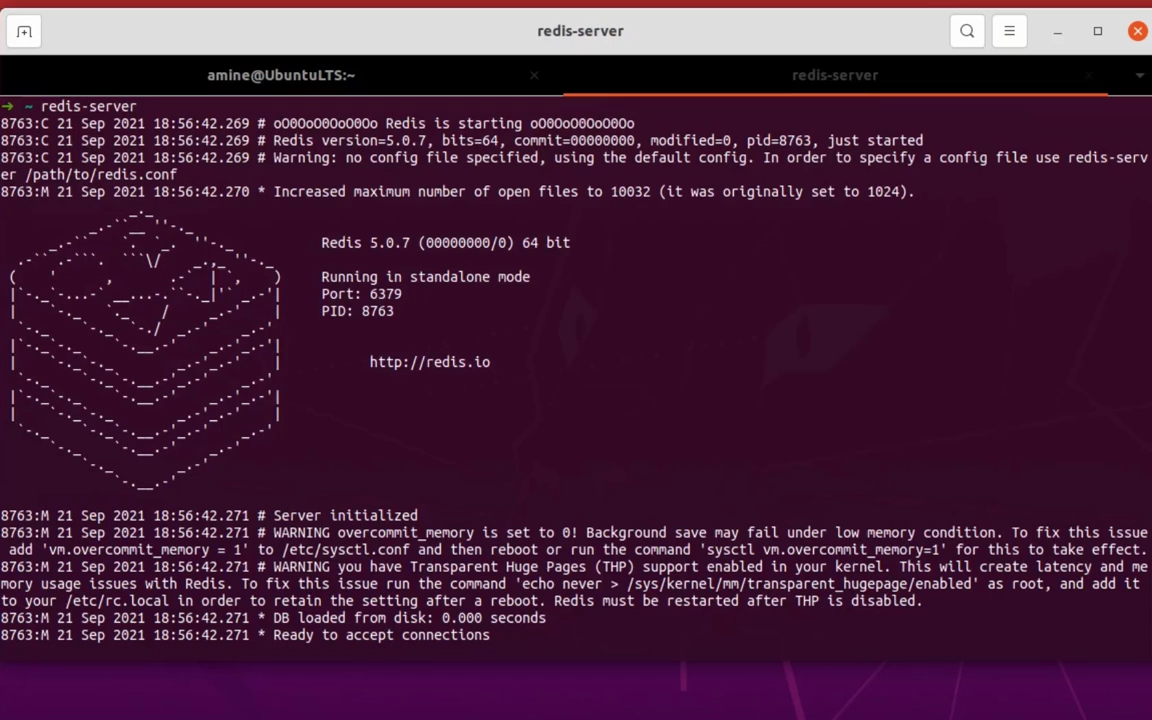 redis-server
amine@UbuntuLTS:~
redis-server
→ ~ redis-server
8763:C 21 Sep 2021 18:56:42.269 # oO0OoO0OoO0Oo Redis is starting oO0OoO0OoO0Oo
8763:C 21 Sep 2021 18:56:42.269 # Redis version=5.0.7, bits=64, commit=00000000, modified=0, pid=8763, just started
8763:C 21 Sep 2021 18:56:42.269 # Warning: no config file specified, using the default config. In order to specify a config file use redis-serv
er /path/to/redis.conf
8763:M 21 Sep 2021 18:56:42.270 * Increased maximum number of open files to 10032 (it was originally set to 1024).
Redis 5.0.7 (00000000/0) 64 bit
Running in standalone mode
Port: 6379
PID: 8763
http://redis.io
8763:M 21 Sep 2021 18:56:42.271 # Server initialized
8763:M 21 Sep 2021 18:56:42.271 # WARNING overcommit_memory is set to 0! Background save may fail under low memory condition. To fix this issue
add 'vm.overcommit_memory = 1' to /etc/sysctl.conf and then reboot or run the command 'sysctl vm.overcommit_memory=1' for this to take effect.
8763:M 21 Sep 2021 18:56:42.271 # WARNING you have Transparent Huge Pages (THP) support enabled in your kernel. This will create latency and me
mory usage issues with Redis. To fix this issue run the command 'echo never > /sys/kernel/mm/transparent_hugepage/enabled' as root, and add it
to your /etc/rc.local in order to retain the setting after a reboot. Redis must be restarted after THP is disabled.
8763:M 21 Sep 2021 18:56:42.271 * DB loaded from disk: 0.000 seconds
8763:M 21 Sep 2021 18:56:42.271 * Ready to accept connections